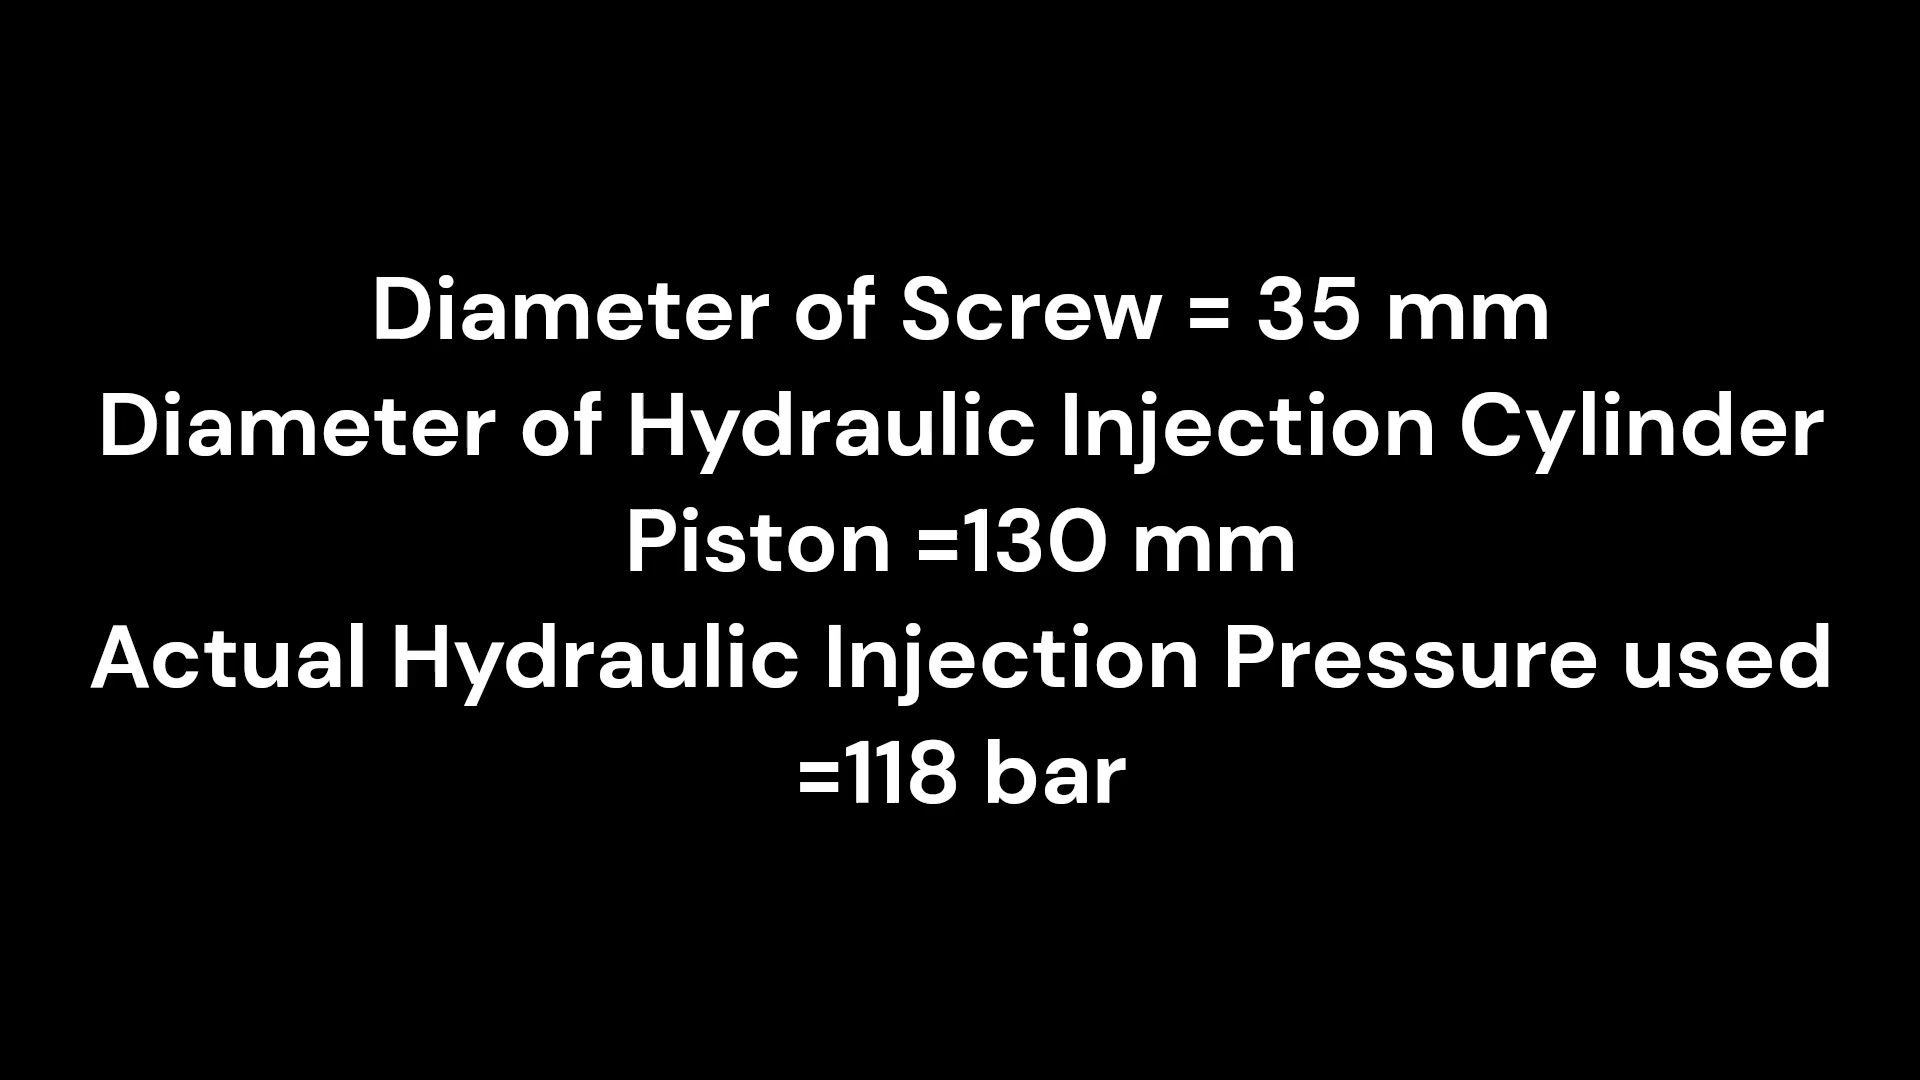 Diameter of Screw = 35 mm
Diameter of Hydraulic Injection Cylinder
Piston =130 mm
Actual Hydraulic Injection Pressure used
=118 bar